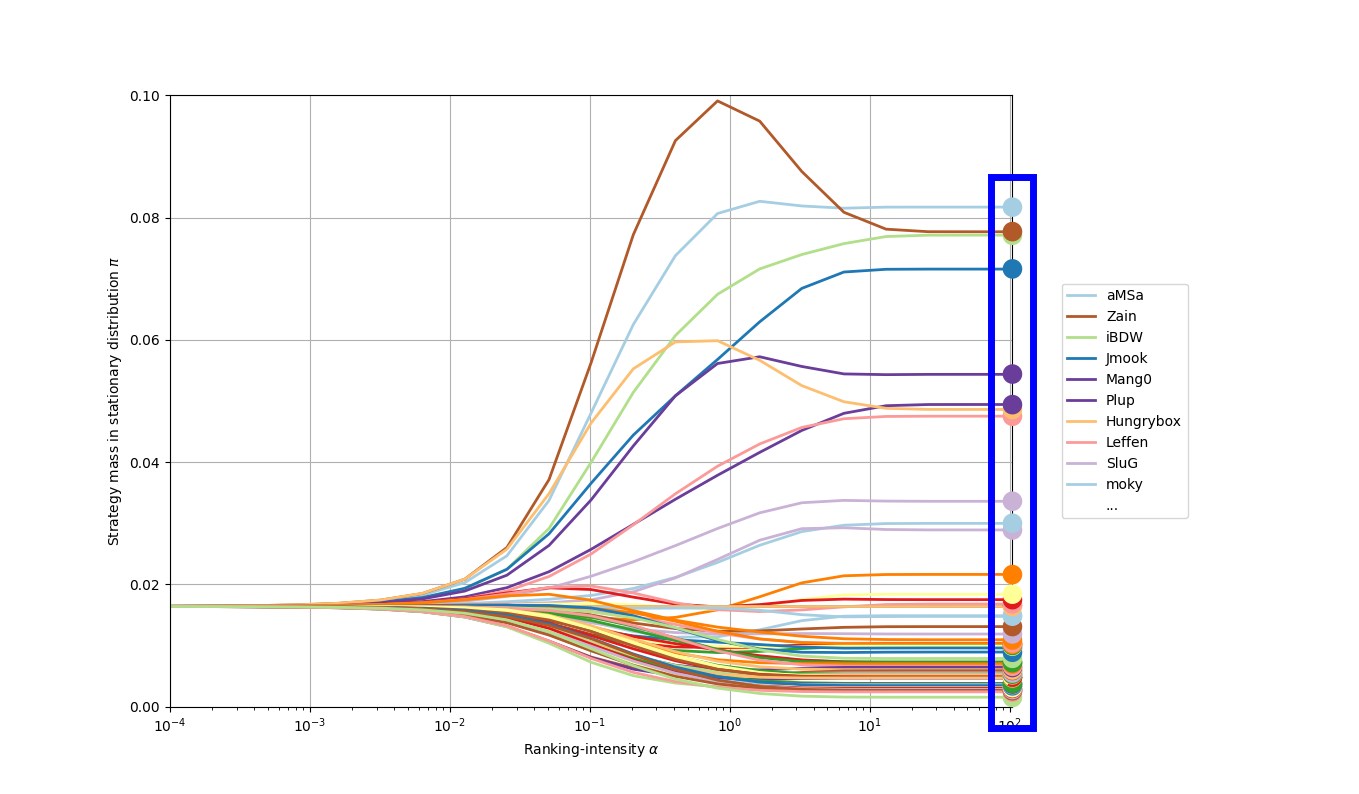 0.10
0.08
0.06
0.04
0.02
0.00
Strategy mass in stationary distribution π
10⁻⁴ 10⁻³ 10⁻² 10⁻¹ 10⁰ 10¹ 10²
Ranking-intensity α
aMSa
Zain
iBDW
Jmook
Mang0
Plup
Hungrybox
Leffen
SluG
moky
...